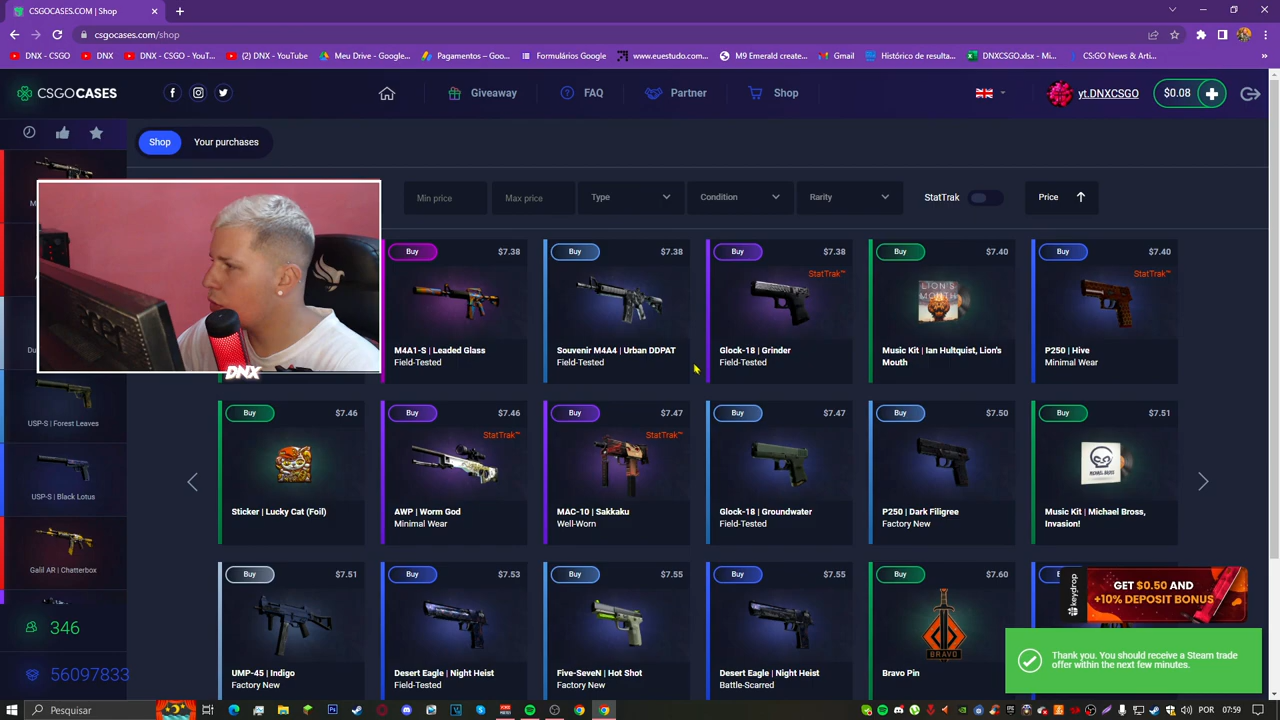 CSGOCASES.COM | Shop
csgocases.com/shop
DNX - CSGO
DNX - CSGO - YouT...
(2) DNX - YouTube
Meu Drive - Google...
Pagamentos – Goog...
Formulários Google
www.euestudo.com...
M9 Emerald create...
Gmail
Histórico de resulta...
DNXCSGO.xlsx - Mi...
CS:GO News & Arti...
CSGOCASES
Giveaway
FAQ
Partner
Shop
yt.DNXCSGO
$0.08
Shop
Your purchases
Min price
Max price
Type
Condition
Rarity
StatTrak
Price
Buy
$7.38
M4A1-S | Leaded Glass
Field-Tested
Buy
$7.38
Souvenir M4A4 | Urban DDPAT
Field-Tested
Buy
$7.38
StatTrak™
Glock-18 | Grinder
Field-Tested
Buy
$7.40
LION'S
MOUTH
Music Kit | Ian Hultquist, Lion's
Mouth
Buy
$7.40
StatTrak™
P250 | Hive
Minimal Wear
DNX
USP-S | Forest Leaves
USP-S | Black Lotus
Galil AR | Chatterbox
346
56097833
Buy
$7.46
Sticker | Lucky Cat (Foil)
Buy
$7.46
StatTrak™
AWP | Worm God
Minimal Wear
Buy
$7.47
StatTrak™
MAC-10 | Sakkaku
Well-Worn
Buy
$7.47
Glock-18 | Groundwater
Field-Tested
Buy
$7.50
P250 | Dark Filigree
Factory New
Buy
$7.51
Music Kit | Michael Bross,
Invasion!
Buy
$7.51
UMP-45 | Indigo
Factory New
Buy
$7.53
Desert Eagle | Night Heist
Field-Tested
Buy
$7.55
Five-SeveN | Hot Shot
Factory New
Buy
$7.55
Desert Eagle | Night Heist
Battle-Scarred
Buy
$7.60
BRAVO
Bravo Pin
keydrop
GET $0.50 AND
+10% DEPOSIT BONUS
Thank you. You should receive a Steam trade
offer within the next few minutes.
Pesquisar
POR
07:59